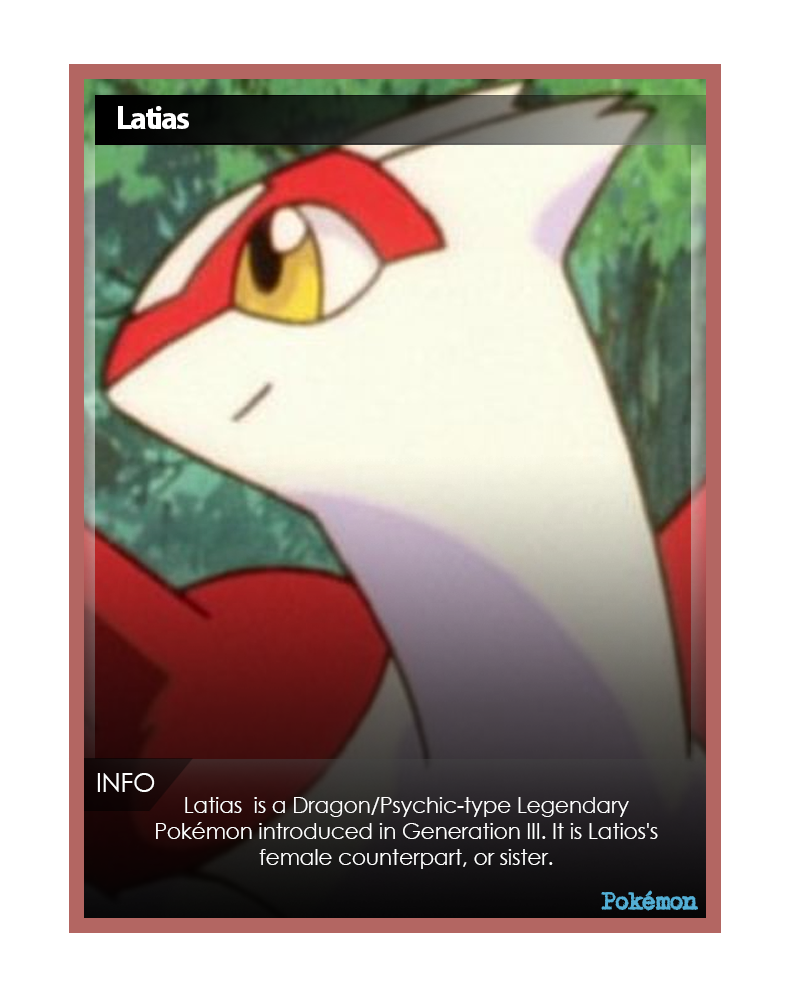 Latias
INFO
Latias  is a Dragon/Psychic-type Legendary
Pokémon introduced in Generation III. It is Latios's
female counterpart, or sister.
Pokémon